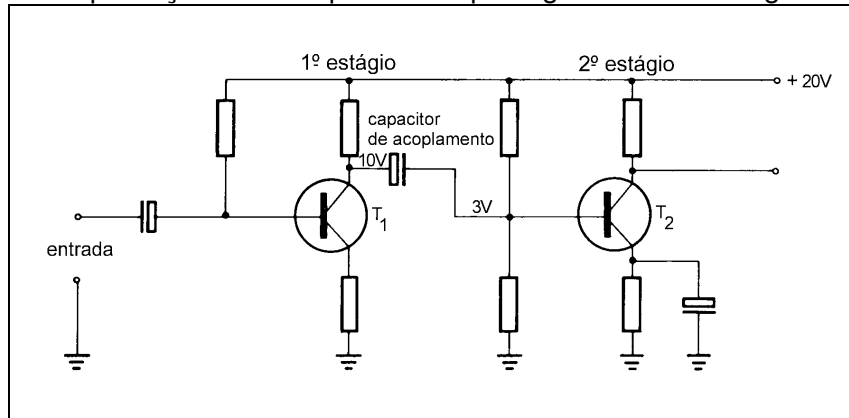 1º estágio
2º estágio
+ 20V
capacitor
de acoplamento
10V
T1
3V
T2
entrada